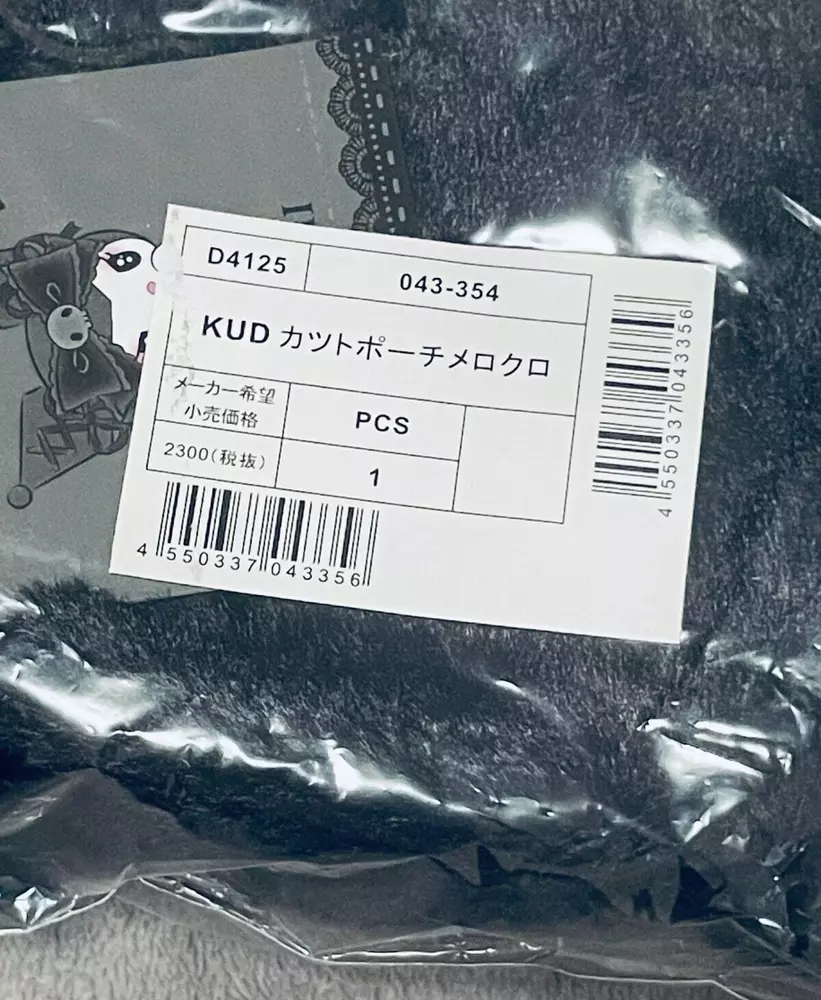 D4125
043-354
KUD カツトポーチメロクロ
メーカー希望
小売価格
PCS
2300(税抜)
1
4 550337 043356
4 550337 043356